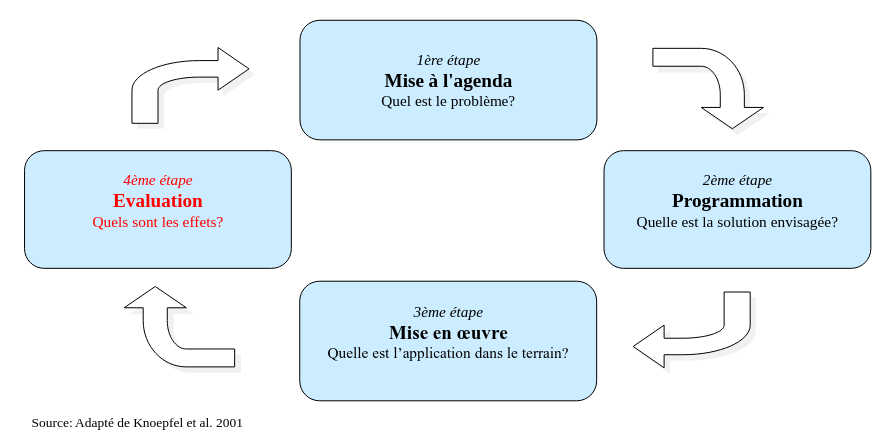 1ère étape
Mise à l'agenda
Quel est le problème?
2ème étape
Programmation
Quelle est la solution envisagée?
3ème étape
Mise en œuvre
Quelle est l’application dans le terrain?
4ème étape
Evaluation
Quels sont les effets?
Source: Adapté de Knoepfel et al. 2001